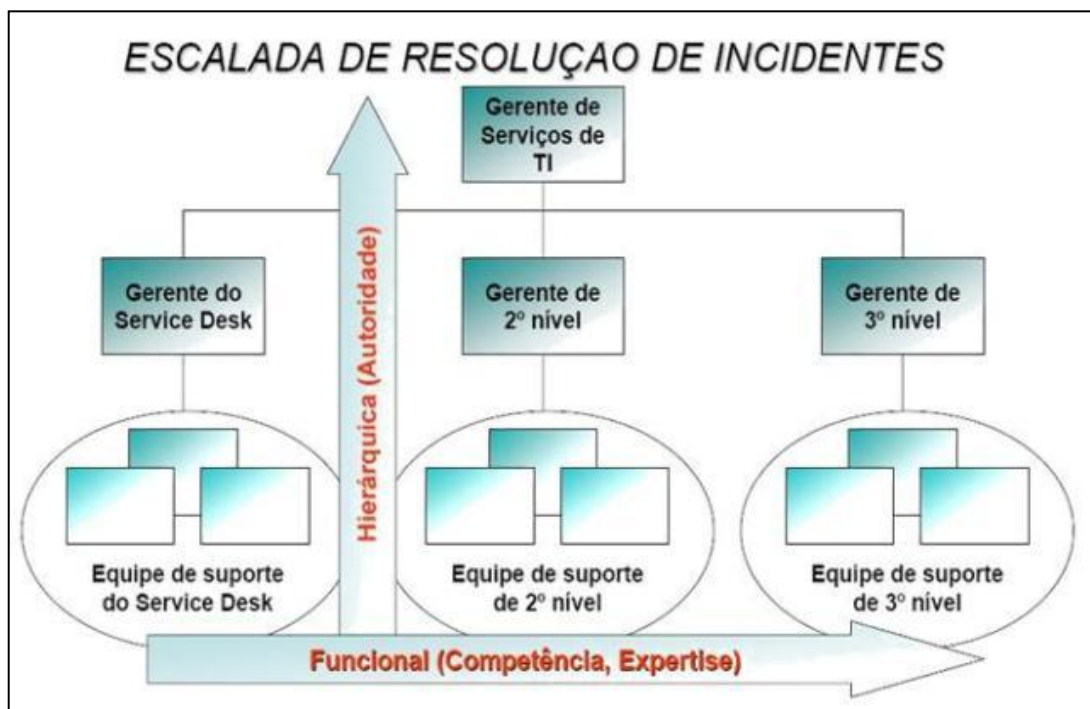 ESCALADA DE RESOLUÇAO DE INCIDENTES
Gerente de
Serviços de
TI
Gerente do
Service Desk
Gerente de
2º nível
Gerente de
3º nível
Hierárquica (Autoridade)
Equipe de suporte
do Service Desk
Equipe de suporte
de 2º nível
Equipe de suporte
de 3º nível
Funcional (Competência, Expertise)